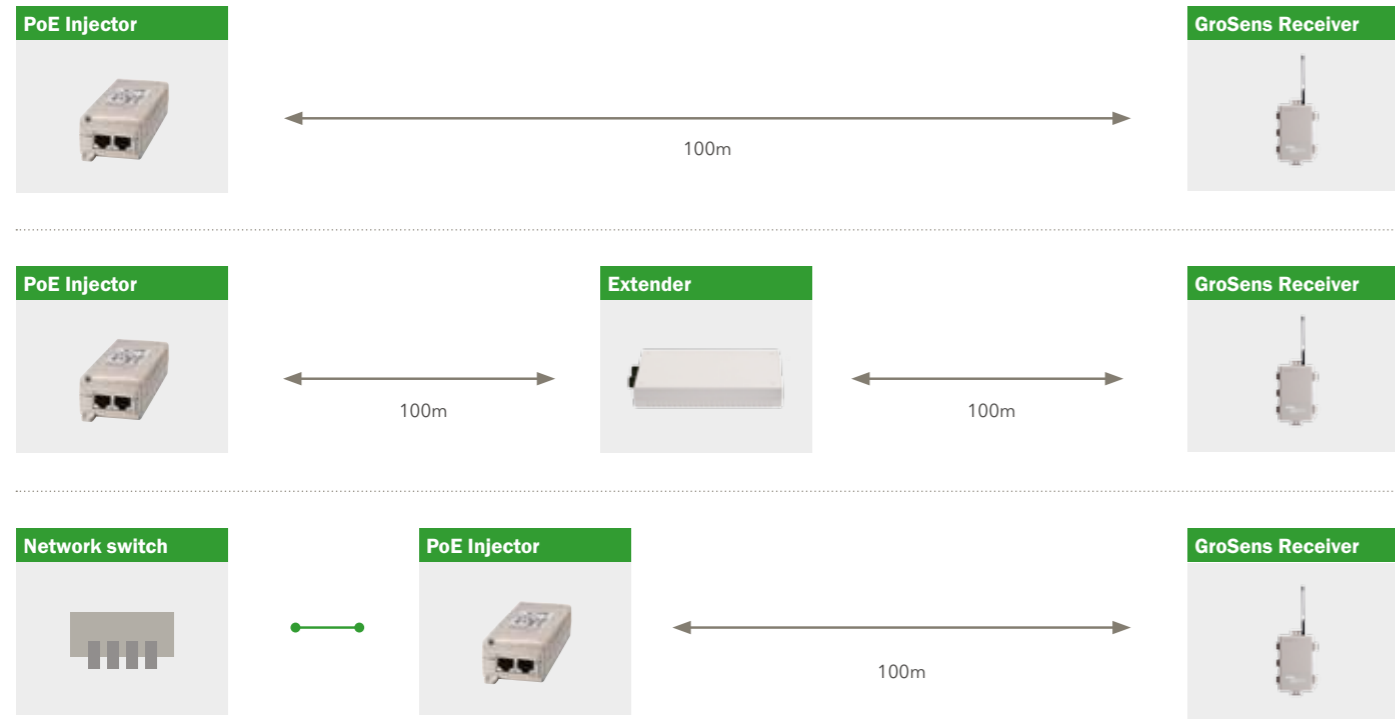 PoE Injector
GroSens Receiver
100m
PoE Injector
Extender
GroSens Receiver
100m
100m
Network switch
PoE Injector
GroSens Receiver
100m